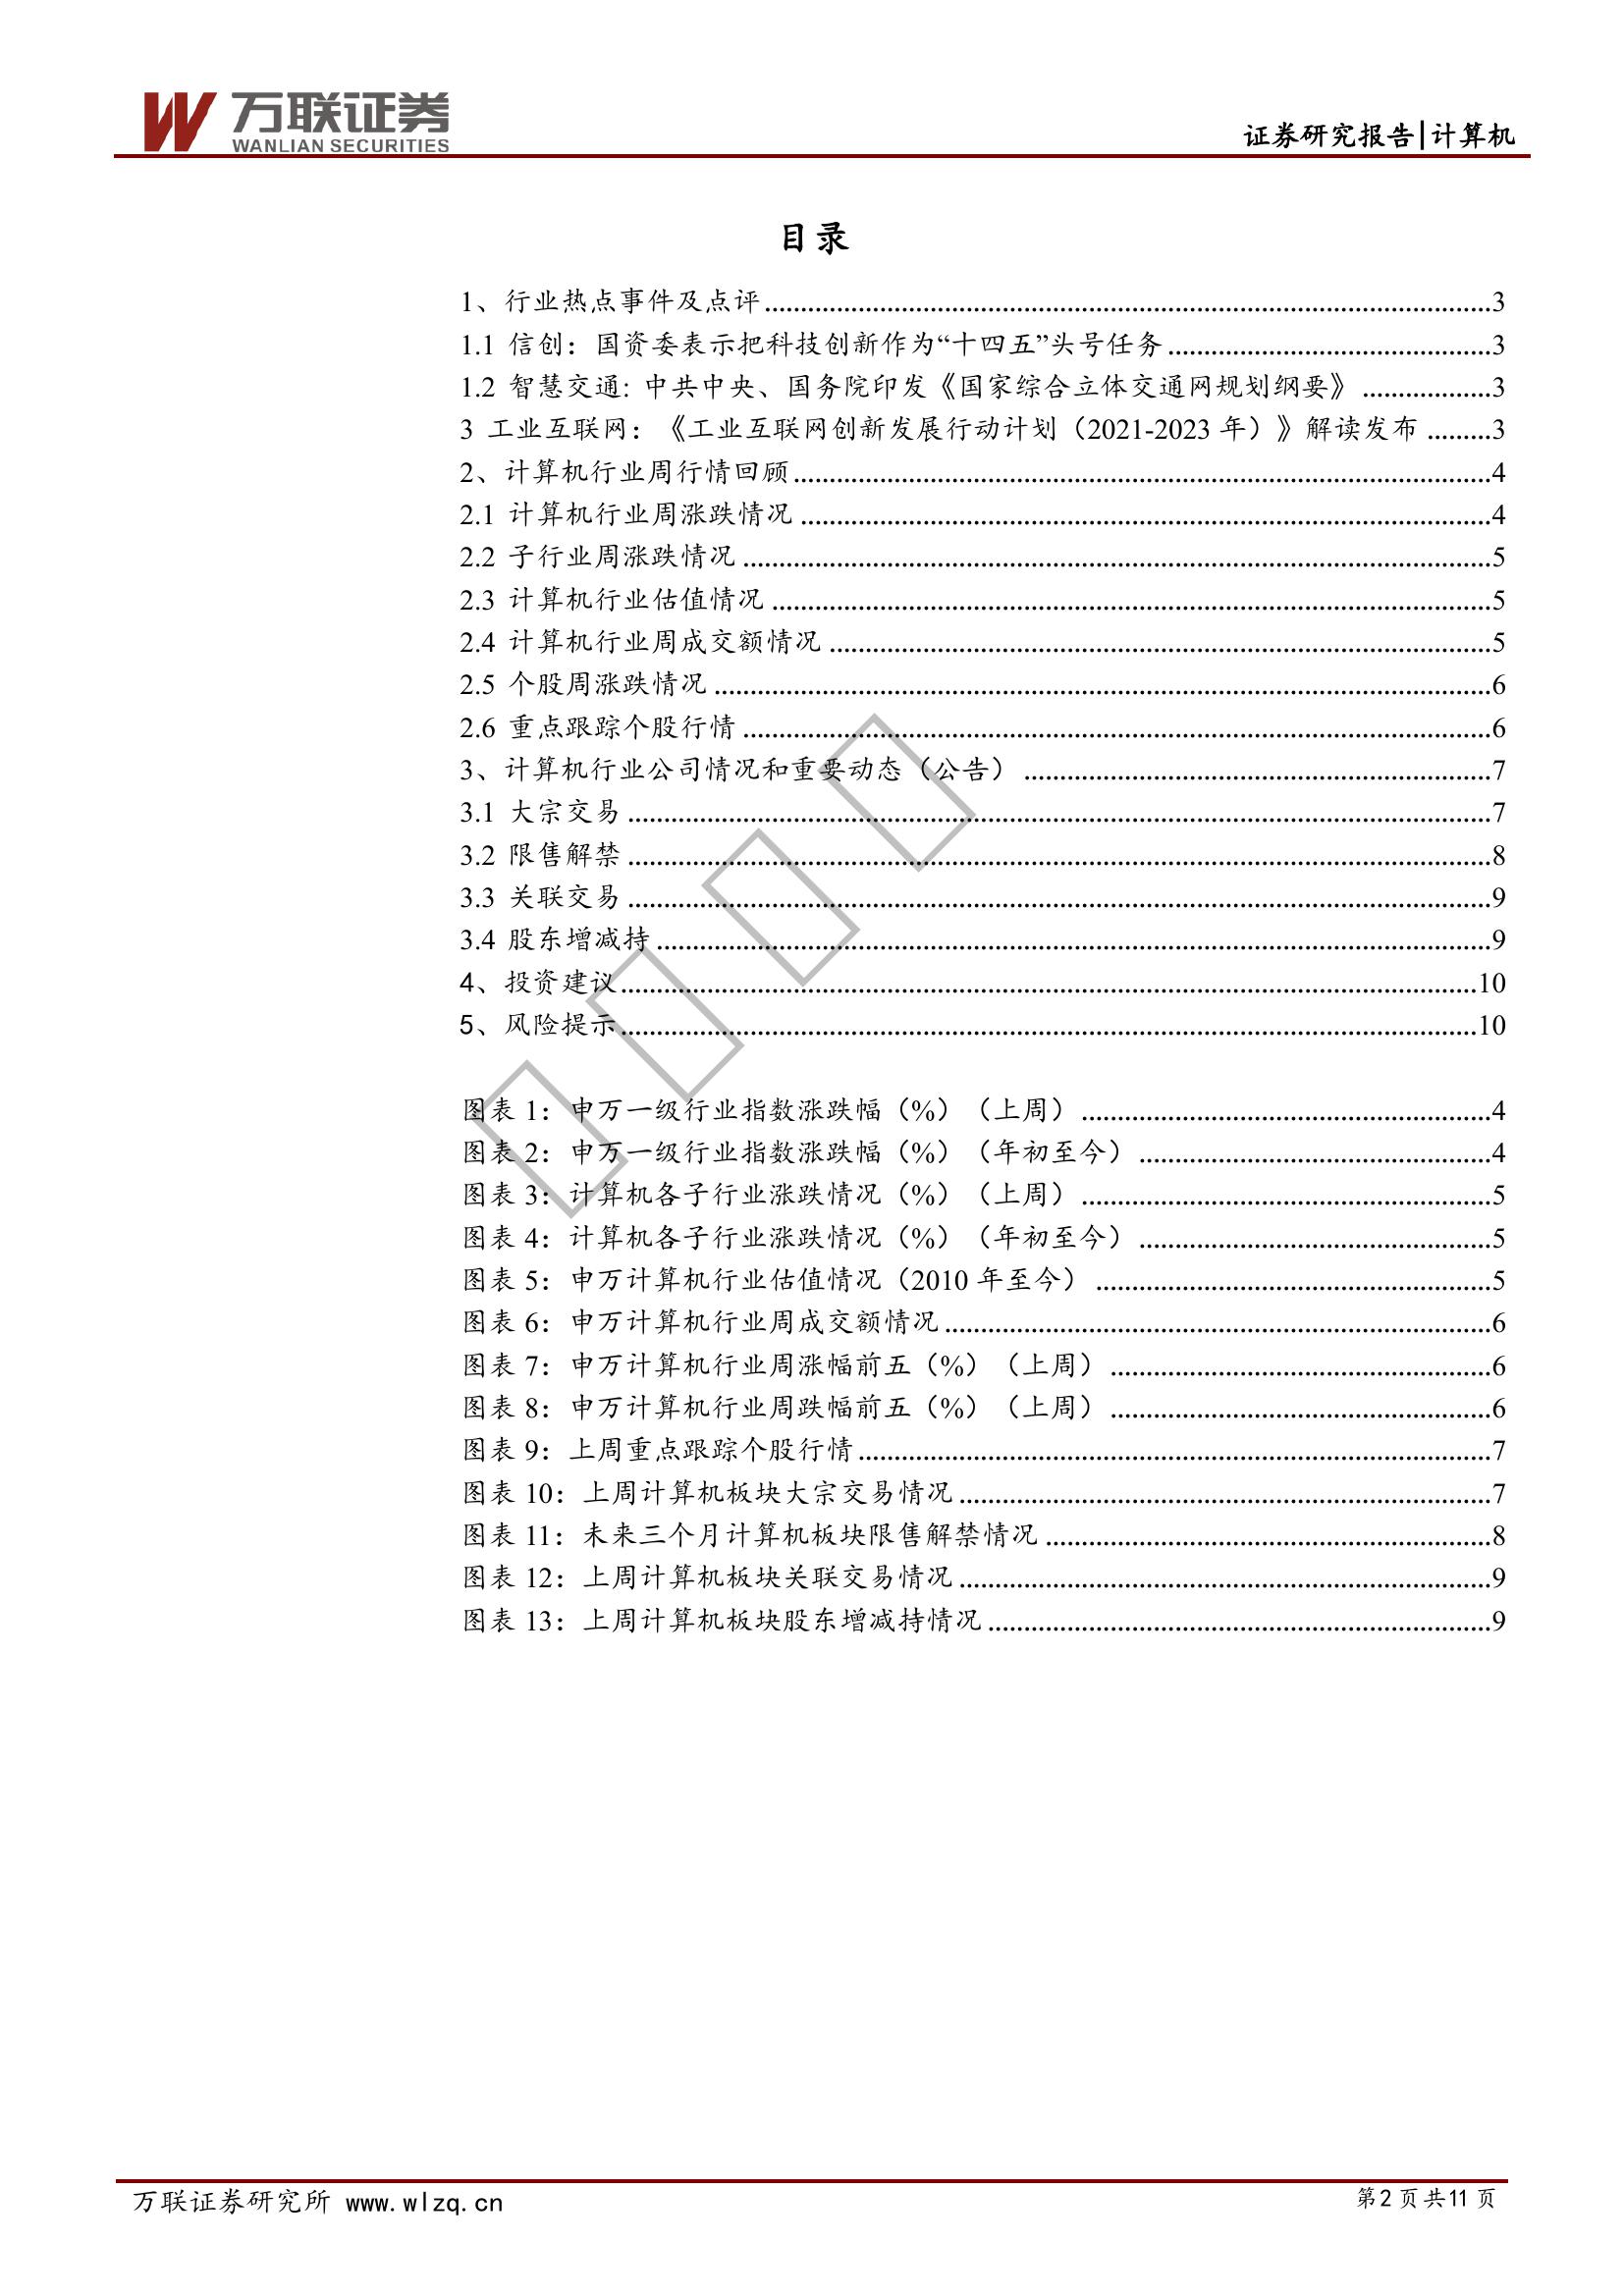 万联证券
WANLIAN SECURITIES
证券研究报告|计算机
目录
1、行业热点事件及点评........3
1.1 信创：国资委表示把科技创新作为“十四五”头号任务........3
1.2 智慧交通: 中共中央、国务院印发《国家综合立体交通网规划纲要》........3
3 工业互联网：《工业互联网创新发展行动计划（2021-2023 年）》解读发布........3
2、计算机行业周行情回顾........4
2.1 计算机行业周涨跌情况........4
2.2 子行业周涨跌情况........5
2.3 计算机行业估值情况........5
2.4 计算机行业周成交额情况........5
2.5 个股周涨跌情况........6
2.6 重点跟踪个股行情........6
3、计算机行业公司情况和重要动态（公告）........7
3.1 大宗交易........7
3.2 限售解禁........8
3.3 关联交易........9
3.4 股东增减持........9
4、投资建议........10
5、风险提示........10
图表 1：申万一级行业指数涨跌幅（%）（上周）........4
图表 2：申万一级行业指数涨跌幅（%）（年初至今）........4
图表 3：计算机各子行业涨跌情况（%）（上周）........5
图表 4：计算机各子行业涨跌情况（%）（年初至今）........5
图表 5：申万计算机行业估值情况（2010 年至今）........5
图表 6：申万计算机行业周成交额情况........6
图表 7：申万计算机行业周涨幅前五（%）（上周）........6
图表 8：申万计算机行业周跌幅前五（%）（上周）........6
图表 9：上周重点跟踪个股行情........7
图表 10：上周计算机板块大宗交易情况........7
图表 11：未来三个月计算机板块限售解禁情况........8
图表 12：上周计算机板块关联交易情况........9
图表 13：上周计算机板块股东增减持情况........9
万联证券研究所 www.wlzq.cn
第2 页共11 页